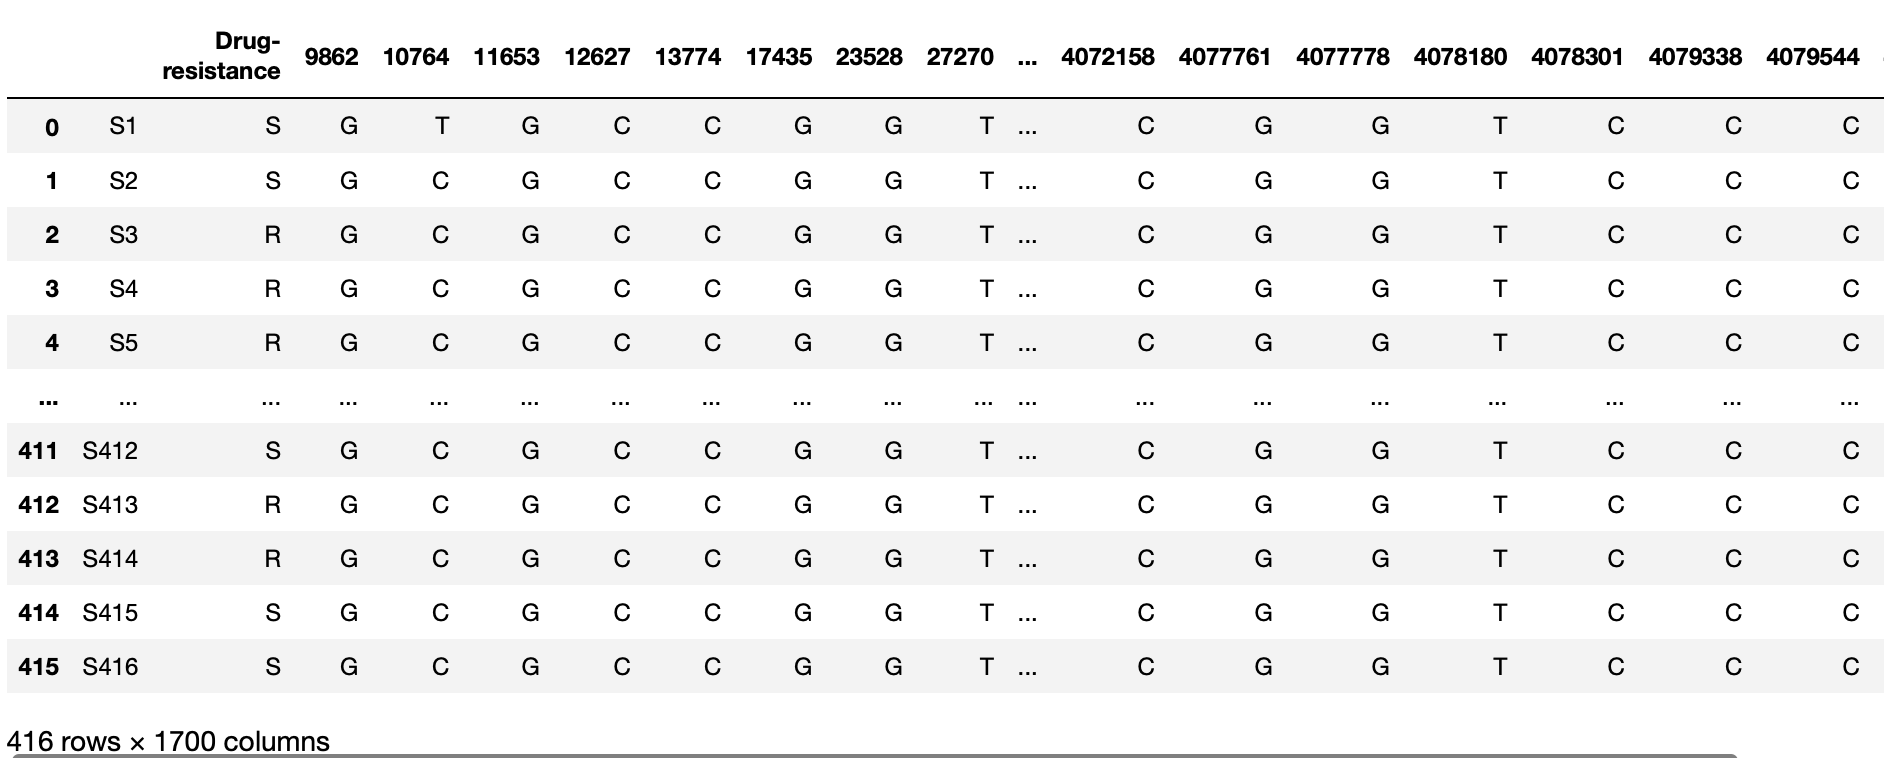 Drug-resistance 9862 10764 11653 12627 13774 17435 23528 27270 ... 4072158 4077761 4077778 4078180 4078301 4079338 4079544
0 S1 S G T G C C G G T ... C G G T C C C
1 S2 S G C G C C G G T ... C G G T C C C
2 S3 R G C G C C G G T ... C G G T C C C
3 S4 R G C G C C G G T ... C G G T C C C
4 S5 R G C G C C G G T ... C G G T C C C
... ... ... ... ... ... ... ... ... ... ... ... ... ... ... ... ... ... ...
411 S412 S G C G C C G G T ... C G G T C C C
412 S413 R G C G C C G G T ... C G G T C C C
413 S414 R G C G C C G G T ... C G G T C C C
414 S415 S G C G C C G G T ... C G G T C C C
415 S416 S G C G C C G G T ... C G G T C C C
416 rows × 1700 columns